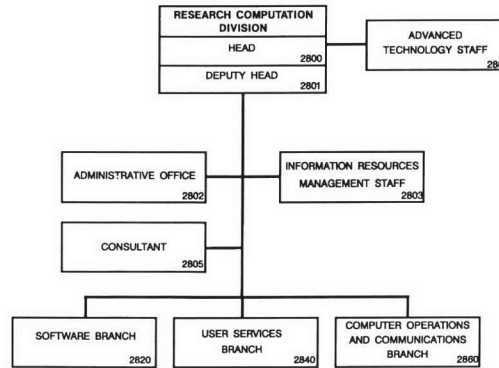 RESEARCH COMPUTATION
DIVISION
HEAD
2800
DEPUTY HEAD
2801
ADVANCED
TECHNOLOGY STAFF
ADMINISTRATIVE OFFICE
2802
INFORMATION RESOURCES
MANAGEMENT STAFF
2803
CONSULTANT
2805
SOFTWARE BRANCH
2820
USER SERVICES
BRANCH
2840
COMPUTER OPERATIONS
AND COMMUNICATIONS
BRANCH
2860